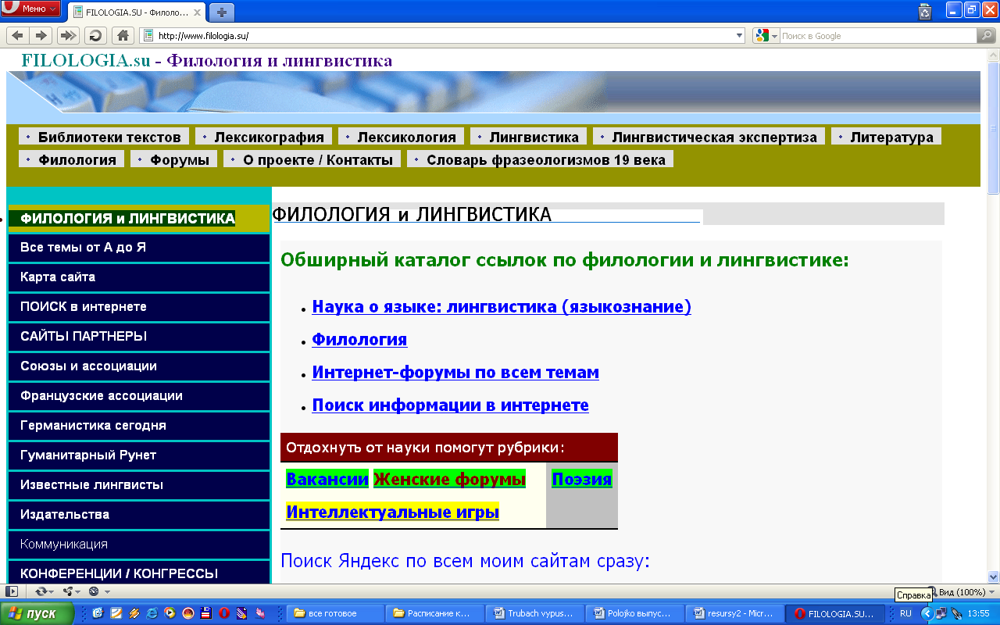 Меню
FILOLOGIA.SU - Филоло...
http://www.filologia.su/
Поиск в Google
FILOLOGIA.su - Филология и лингвистика
Библиотеки текстов Лексикография Лексикология Лингвистика Лингвистическая экспертиза Литература
Филология Форумы О проекте / Контакты Словарь фразеологизмов 19 века
ФИЛОЛОГИЯ и ЛИНГВИСТИКА
Все темы от А до Я
Карта сайта
ПОИСК в интернете
САЙТЫ ПАРТНЕРЫ
Союзы и ассоциации
Французские ассоциации
Германистика сегодня
Гуманитарный Рунет
Известные лингвисты
Издательства
Коммуникация
КОНФЕРЕНЦИИ / КОНГРЕССЫ
ФИЛОЛОГИЯ и ЛИНГВИСТИКА
Обширный каталог ссылок по филологии и лингвистике:
Наука о языке: лингвистика (языкознание)
Филология
Интернет-форумы по всем темам
Поиск информации в интернете
Отдохнуть от науки помогут рубрики:
Вакансии Женские форумы Поэзия
Интеллектуальные игры
Поиск Яндекс по всем моим сайтам сразу:
Справка
Вид (100%)
пуск
все готовое
Расписание к...
Trubach vypus...
Polojko выпус...
resursy2 - Micr...
FILOLOGIA.SU...
RU
13:55